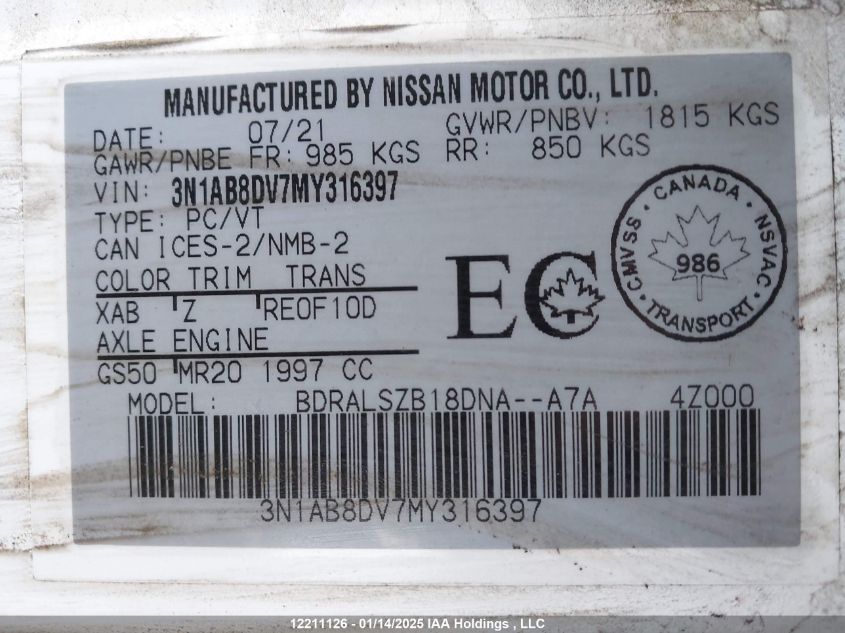 MANUFACTURED BY NISSAN MOTOR CO., LTD.
DATE: 07/21 GVWR/PNBV: 1815 KGS
GAWR/PNBE FR: 985 KGS RR: 850 KGS
VIN: 3N1AB8DV7MY316397
TYPE: PC/VT
CAN ICES-2/NMB-2
COLOR TRIM TRANS
XAB Z RE0F10D
AXLE ENGINE
GS50 MR20 1997 CC
EC
CANADA
CMVSS 986 NSVAC
TRANSPORT
MODEL: BDRALSZB18DNA--A7A 4Z000
3N1AB8DV7MY316397
12211126 - 01/14/2025 IAA Holdings , LLC